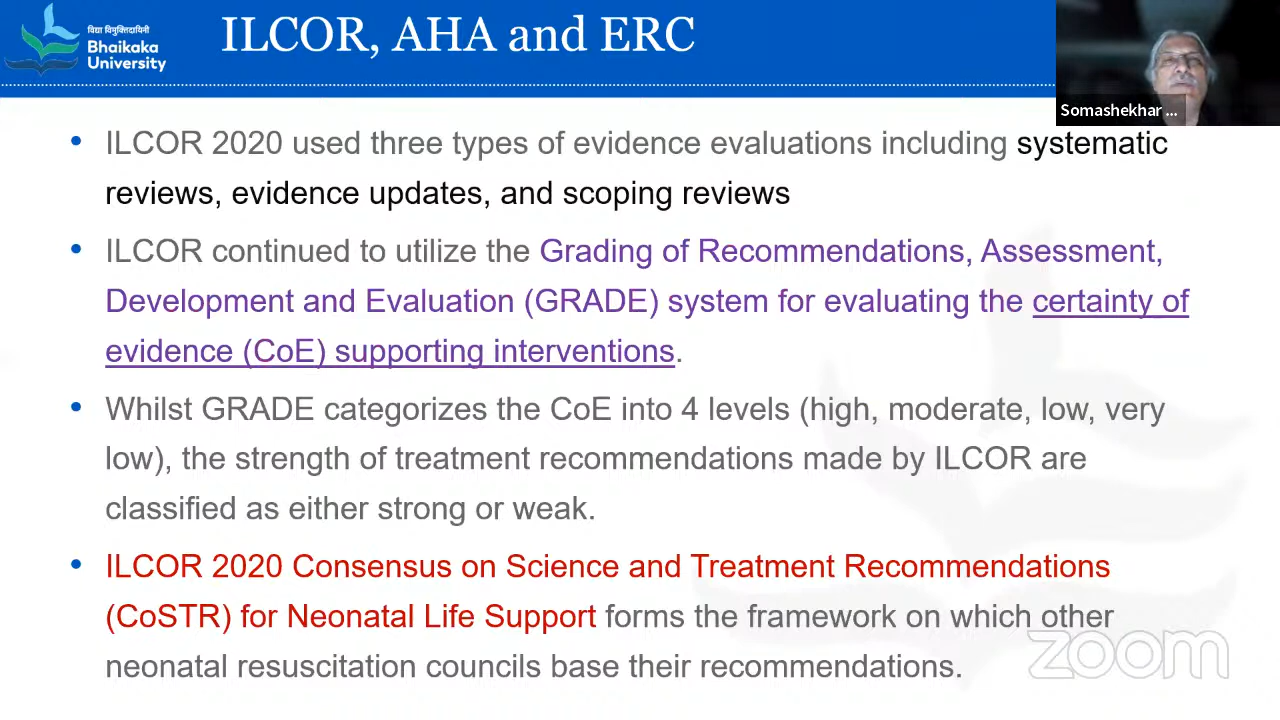 विद्या विमुक्तिदायिनी
Bhaikaka
University
ILCOR, AHA and ERC
Somashekhar ...
• ILCOR 2020 used three types of evidence evaluations including systematic
reviews, evidence updates, and scoping reviews
• ILCOR continued to utilize the Grading of Recommendations, Assessment,
Development and Evaluation (GRADE) system for evaluating the certainty of
evidence (CoE) supporting interventions.
• Whilst GRADE categorizes the CoE into 4 levels (high, moderate, low, very
low), the strength of treatment recommendations made by ILCOR are
classified as either strong or weak.
• ILCOR 2020 Consensus on Science and Treatment Recommendations
(CoSTR) for Neonatal Life Support forms the framework on which other
neonatal resuscitation councils base their recommendations.
zoom